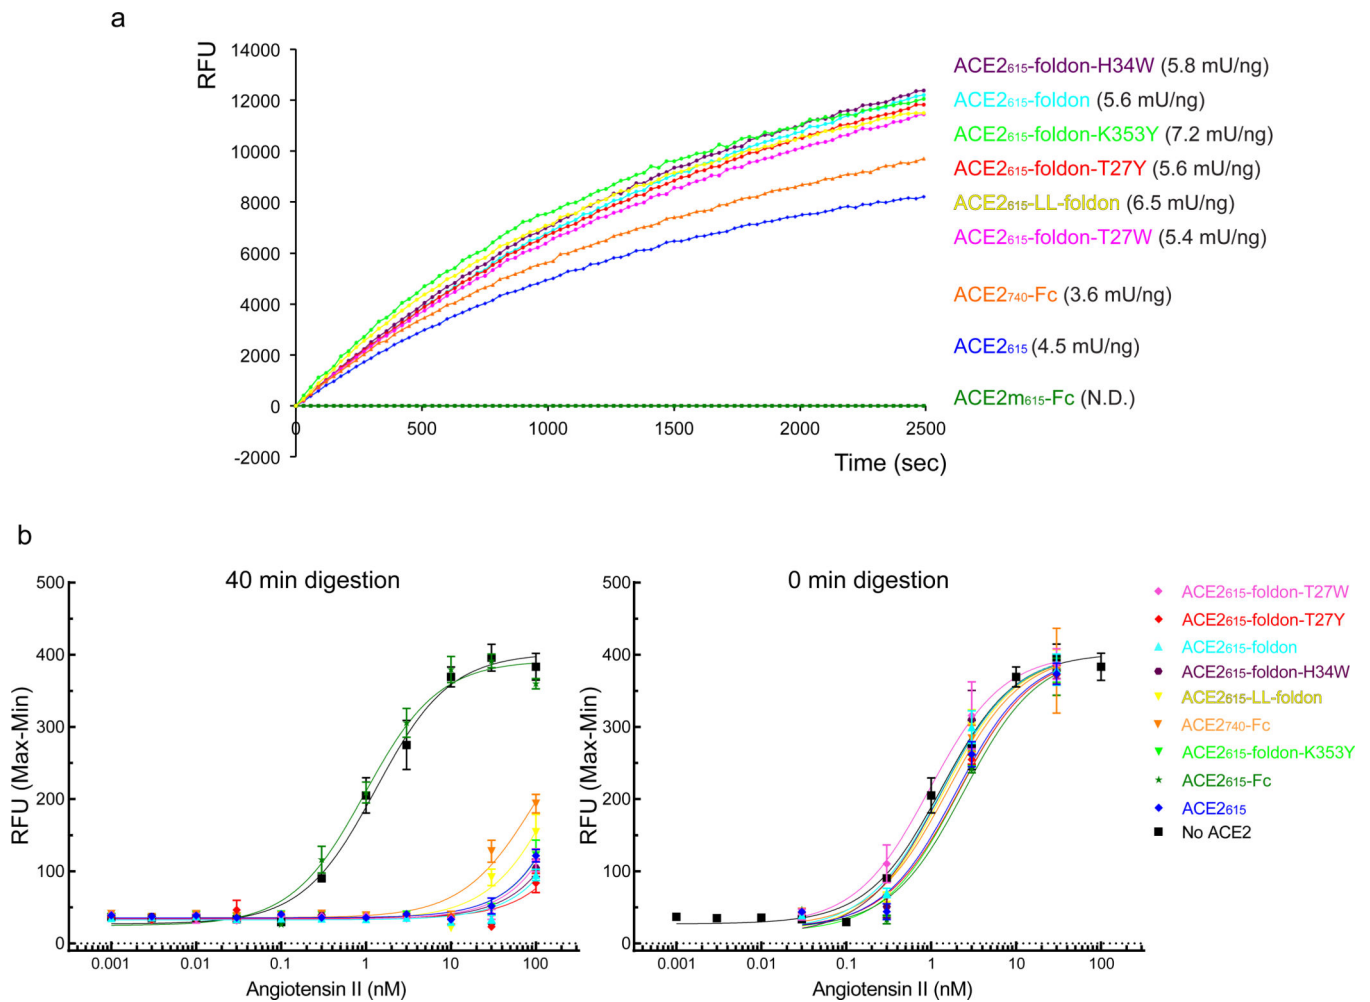 a
RFU
14000
12000
10000
8000
6000
4000
2000
0
-2000
0 500 1000 1500 2000 2500
Time (sec)
ACE2615-foldon-H34W (5.8 mU/ng)
ACE2615-foldon (5.6 mU/ng)
ACE2615-foldon-K353Y (7.2 mU/ng)
ACE2615-foldon-T27Y (5.6 mU/ng)
ACE2615-LL-foldon (6.5 mU/ng)
ACE2615-foldon-T27W (5.4 mU/ng)
ACE2740-Fc (3.6 mU/ng)
ACE2615 (4.5 mU/ng)
ACE2m615-Fc (N.D.)
b
40 min digestion
RFU (Max-Min)
500
400
300
200
100
0
0.001 0.01 0.1 1 10 100
Angiotensin II (nM)
0 min digestion
RFU (Max-Min)
500
400
300
200
100
0
0.001 0.01 0.1 1 10 100
Angiotensin II (nM)
ACE2615-foldon-T27W
ACE2615-foldon-T27Y
ACE2615-foldon
ACE2615-foldon-H34W
ACE2615-LL-foldon
ACE2740-Fc
ACE2615-foldon-K353Y
ACE2615-Fc
ACE2615
No ACE2